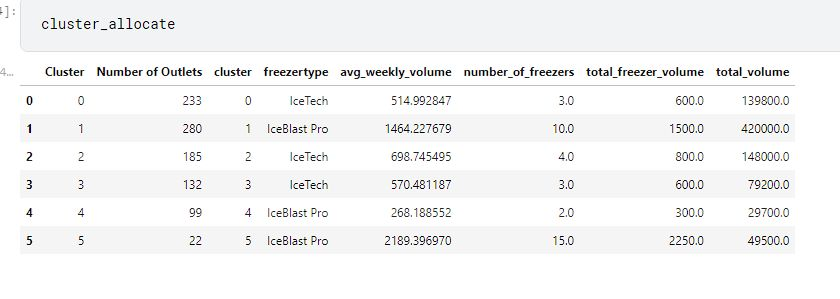 4]:
cluster_allocate
4...
Cluster Number of Outlets cluster freezertype avg_weekly_volume number_of_freezers total_freezer_volume total_volume
0 0 233 0 IceTech 514.992847 3.0 600.0 139800.0
1 1 280 1 IceBlast Pro 1464.227679 10.0 1500.0 420000.0
2 2 185 2 IceTech 698.745495 4.0 800.0 148000.0
3 3 132 3 IceTech 570.481187 3.0 600.0 79200.0
4 4 99 4 IceBlast Pro 268.188552 2.0 300.0 29700.0
5 5 22 5 IceBlast Pro 2189.396970 15.0 2250.0 49500.0